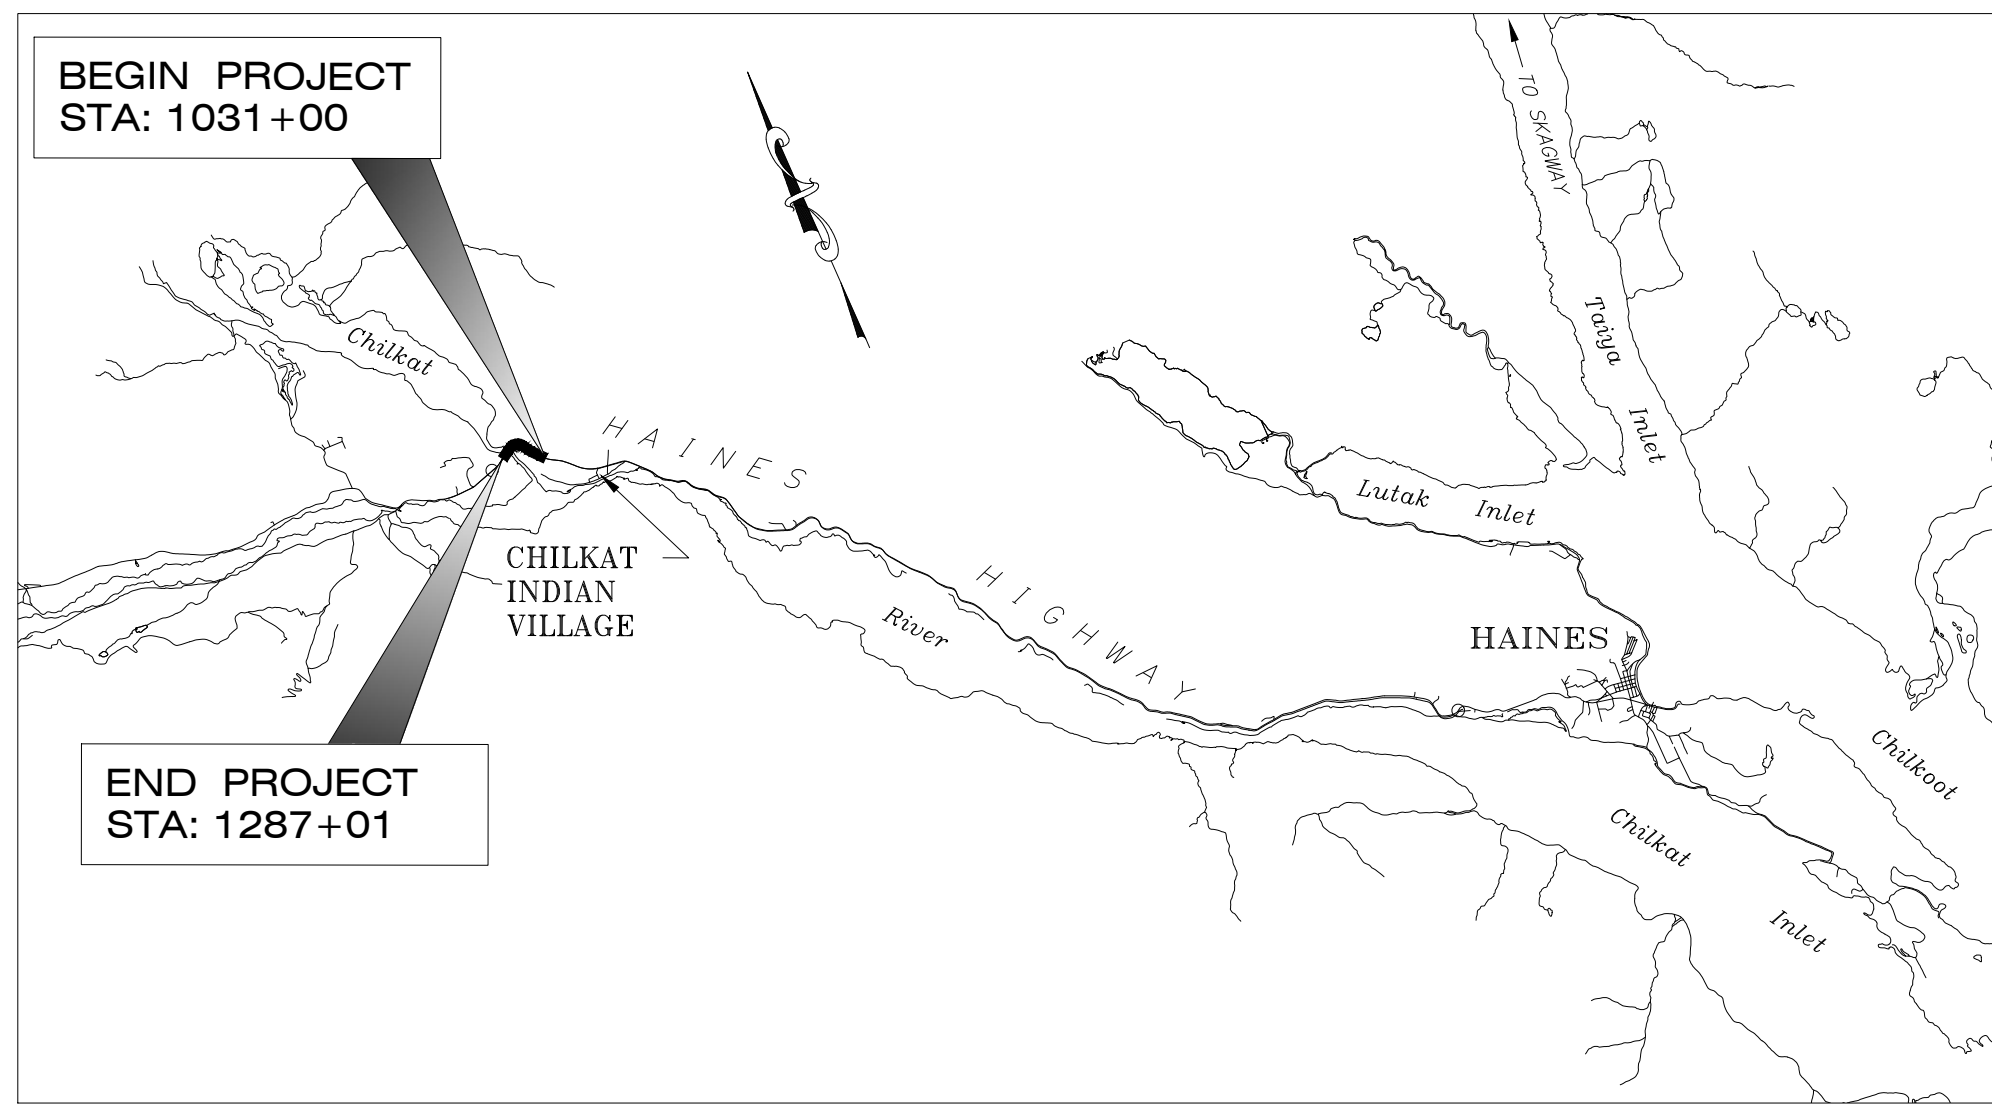 BEGIN PROJECT
STA: 1031+00
TO SKAGWAY
Chilkat
Taiya
Inlet
HAINES
Lutak Inlet
CHILKAT
INDIAN
VILLAGE
HIGHWAY
River
HAINES
END PROJECT
STA: 1287+01
Chilkoot
Chilkat
Inlet